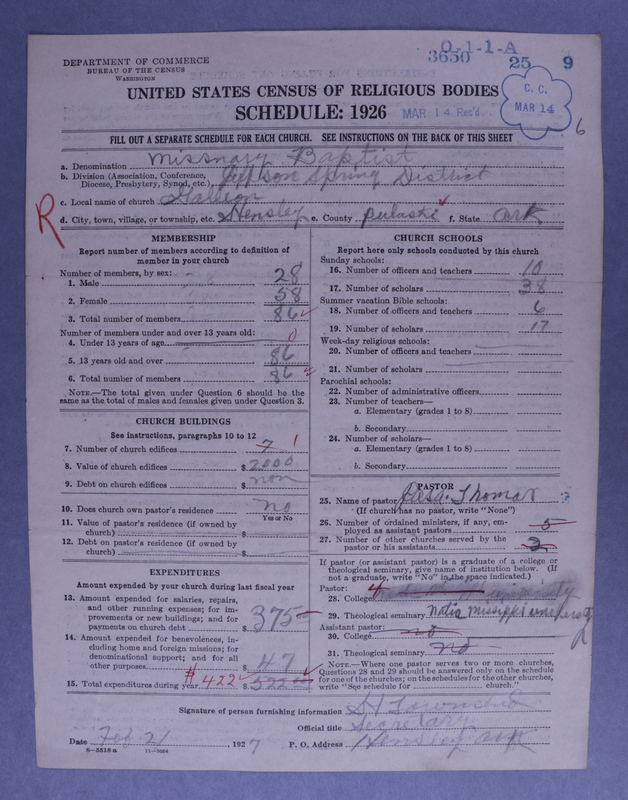 O-1-1-A
3650 25 9
DEPARTMENT OF COMMERCE
BUREAU OF THE CENSUS
WASHINGTON
UNITED STATES CENSUS OF RELIGIOUS BODIES
SCHEDULE: 1926
MAR 14 Rec'd
C. C.
MAR 14
6
FILL OUT A SEPARATE SCHEDULE FOR EACH CHURCH. SEE INSTRUCTIONS ON THE BACK OF THIS SHEET
a. Denomination Missnary Baptist
b. Division (Association, Conference, Diocese, Presbytery, Synod, etc.) Spring District
c. Local name of church
R
d. City, town, village, or township, etc. Hensley e. County Pulaski f. State Ark
MEMBERSHIP
Report number of members according to definition of
member in your church
Number of members, by sex:
1. Male 28
2. Female 58
3. Total number of members 86
Number of members under and over 13 years old:
4. Under 13 years of age 0
5. 13 years old and over 86
6. Total number of members 86
NOTE.—The total given under Question 6 should be
same as the total of males and females given under Question 3.
CHURCH BUILDINGS
See instructions, paragraphs 10 to 12
7. Number of church edifices 1
8. Value of church edifices $2000
9. Debt on church edifices $non
10. Does church own pastor's residence no
Yes or No
11. Value of pastor's residence (if owned by
church) $
12. Debt on pastor's residence (if owned by
church) $
EXPENDITURES
Amount expended by your church during last fiscal year
13. Amount expended for salaries, repairs,
and other running expenses; for im-
provements or new buildings; and for
payments on church debt $375
14. Amount expended for benevolences, in-
cluding home and foreign missions; for
denominational support; and for all
other purposes $47
15. Total expenditures during year $422 $
CHURCH SCHOOLS
Report here only schools conducted by this church
Sunday schools:
16. Number of officers and teachers 10
17. Number of scholars 38
Summer vacation Bible schools:
18. Number of officers and teachers 6
19. Number of scholars 17
Week-day religious schools:
20. Number of officers and teachers
21. Number of scholars
Parochial schools:
22. Number of administrative officers
23. Number of teachers—
a. Elementary (grades 1 to 8)
b. Secondary
24. Number of scholars—
a. Elementary (grades 1 to 8)
b. Secondary
PASTOR
25. Name of pastor Thomas
(If church has no pastor, write "None")
26. Number of ordained ministers, if any, em-
ployed as assistant pastors 5
27. Number of other churches served by the
pastor or his assistants 2
If pastor (or assistant pastor) is a graduate of a college or
theological seminary, give name of institution below. (If
not a graduate, write "No" in the space indicated.)
Pastor: 4
28. College
29. Theological seminary
Assistant pastor:
30. College no
31. Theological seminary no
NOTE.—Where one pastor serves two or more churches,
Questions 28 and 29 should be answered only on the schedule
for one of the churches; on the schedules for the other churches,
write "See schedule for church."
Signature of person furnishing information
Official title Secretary
Date Feb 21, 1927 P. O. Address Hensley Ark
8—5518a 11—9024